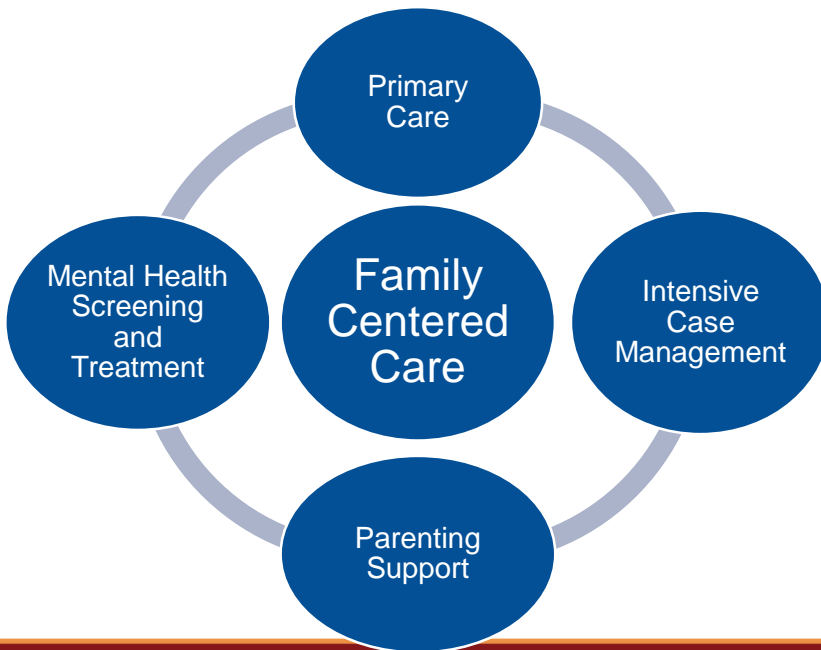 Primary
Care
Mental Health
Screening
and
Treatment
Family
Centered
Care
Intensive
Case
Management
Parenting
Support